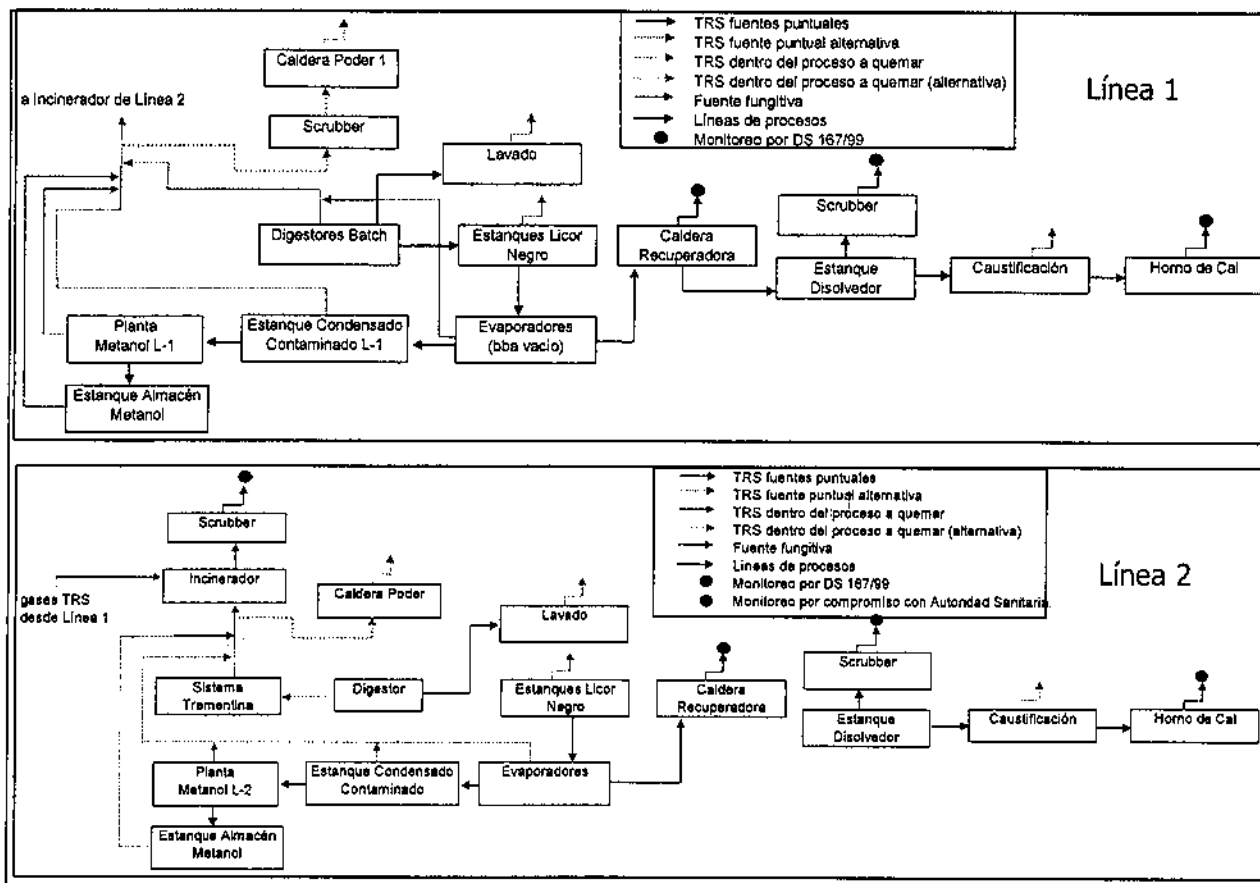 TRS fuentes puntuales
TRS fuente puntual alternativa
TRS dentro del proceso a quemar
TRS dentro del proceso a quemar (alternativa)
Fuente fungitiva
Líneas de procesos
Monitoreo por DS 167/99
Línea 1
Caldera Poder 1
a Incinerador de Línea 2
Scrubber
Lavado
Digestores Batch
Estanques Licor
Negro
Caldera
Recuperadora
Scrubber
Estanque
Disolvedor
Caustificación
Horno de Cal
Planta
Metanol L-1
Estanque Condensado
Contaminado L-1
Evaporadores
(bba vacio)
Estanque Almacén
Metanol
TRS fuentes puntuales
TRS fuente puntual alternativa
TRS dentro del proceso a quemar
TRS dentro del proceso a quemar (alternativa)
Fuente fungitiva
Lineas de procesos
Monitoreo por DS 167/99
Monitoreo por compromiso con Autoridad Sanitaria
Línea 2
Scrubber
Incinerador
gases TRS
desde Línea 1
Caldera Poder
Lavado
Sistema
Trementina
Digestor
Estanques Licor
Negro
Caldera
Recuperadora
Scrubber
Estanque
Disolvedor
Caustificación
Horno de Cal
Planta
Metanol L-2
Estanque Condensado
Contaminado
Evaporadores
Estanque Almacén
Metanol